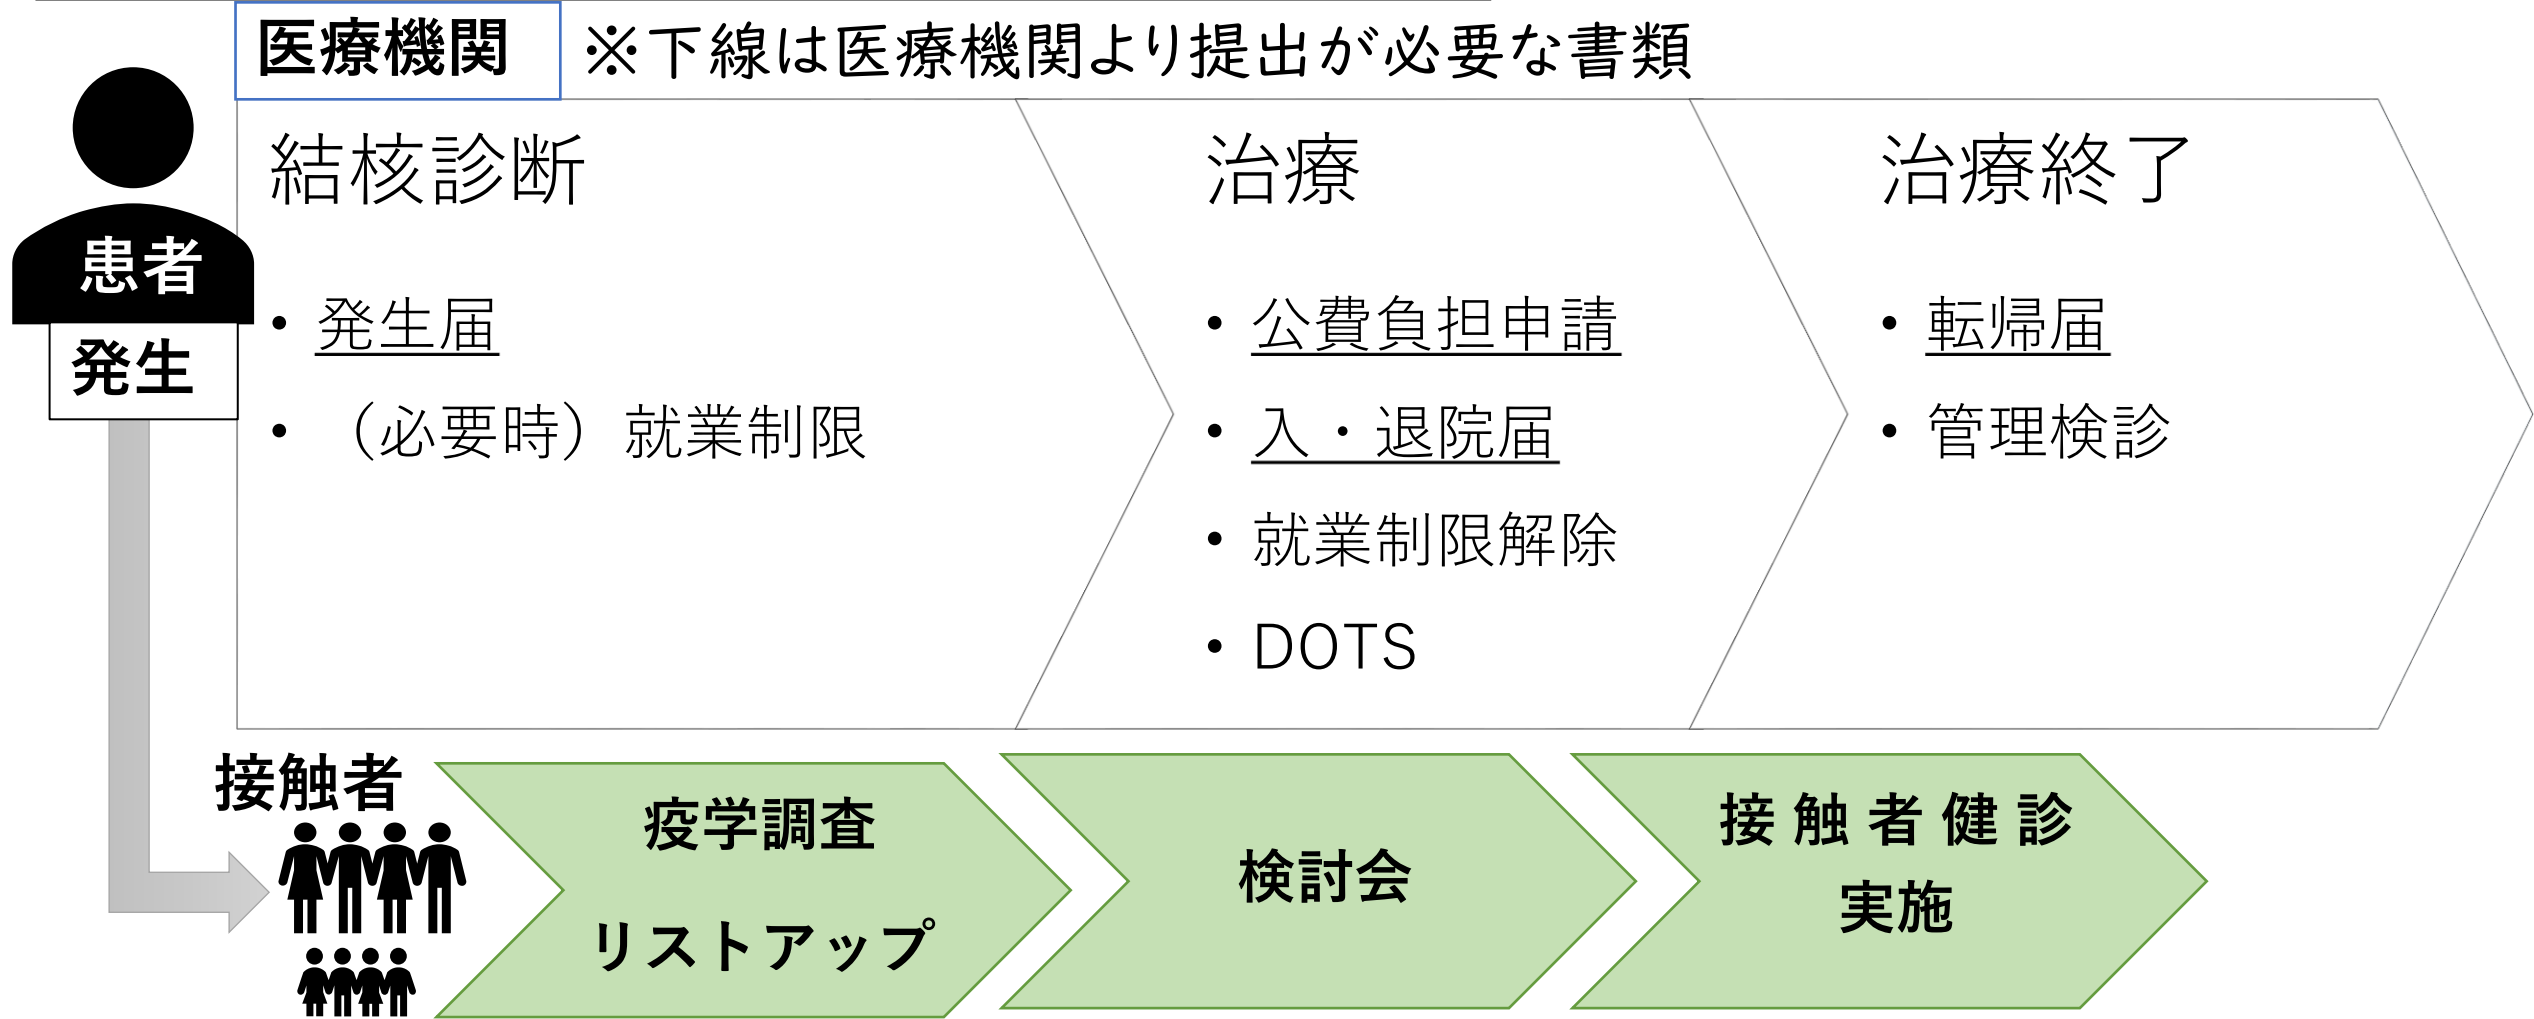 医療機関 ※下線は医療機関より提出が必要な書類
患者
発生
結核診断
• 発生届
• （必要時）就業制限
治療
• 公費負担申請
• 入・退院届
• 就業制限解除
• DOTS
治療終了
• 転帰届
• 管理検診
接触者
疫学調査
リストアップ
検討会
接触者健診
実施